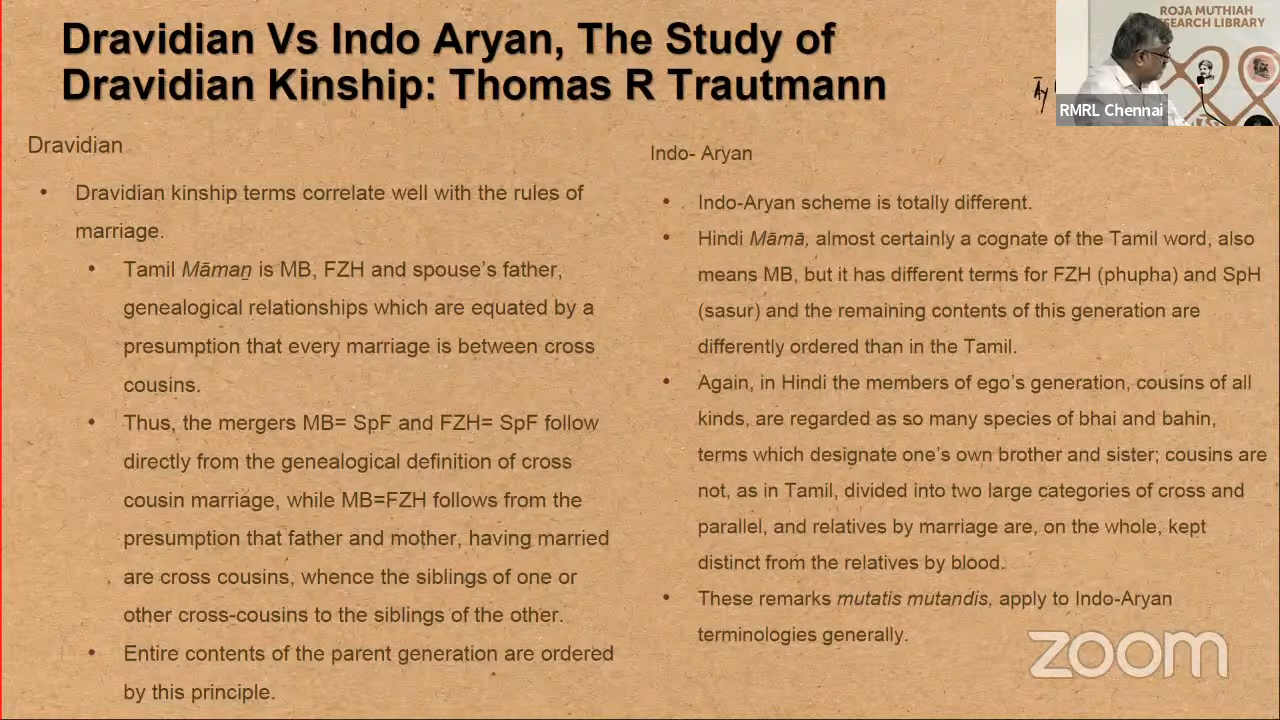 Dravidian Vs Indo Aryan, The Study of
Dravidian Kinship: Thomas R Trautmann
ROJA MUTHIAH
ESEARCH LIBRARY
Āy
RMRL Chennai
Dravidian
• Dravidian kinship terms correlate well with the rules of
marriage.
• Tamil Māmaṉ is MB, FZH and spouse’s father,
genealogical relationships which are equated by a
presumption that every marriage is between cross
cousins.
• Thus, the mergers MB= SpF and FZH= SpF follow
directly from the genealogical definition of cross
cousin marriage, while MB=FZH follows from the
presumption that father and mother, having married
are cross cousins, whence the siblings of one or
other cross-cousins to the siblings of the other.
• Entire contents of the parent generation are ordered
by this principle.
Indo- Aryan
• Indo-Aryan scheme is totally different.
• Hindi Māmā, almost certainly a cognate of the Tamil word, also
means MB, but it has different terms for FZH (phupha) and SpH
(sasur) and the remaining contents of this generation are
differently ordered than in the Tamil.
• Again, in Hindi the members of ego’s generation, cousins of all
kinds, are regarded as so many species of bhai and bahin,
terms which designate one’s own brother and sister; cousins are
not, as in Tamil, divided into two large categories of cross and
parallel, and relatives by marriage are, on the whole, kept
distinct from the relatives by blood.
• These remarks mutatis mutandis, apply to Indo-Aryan
terminologies generally.
zoom